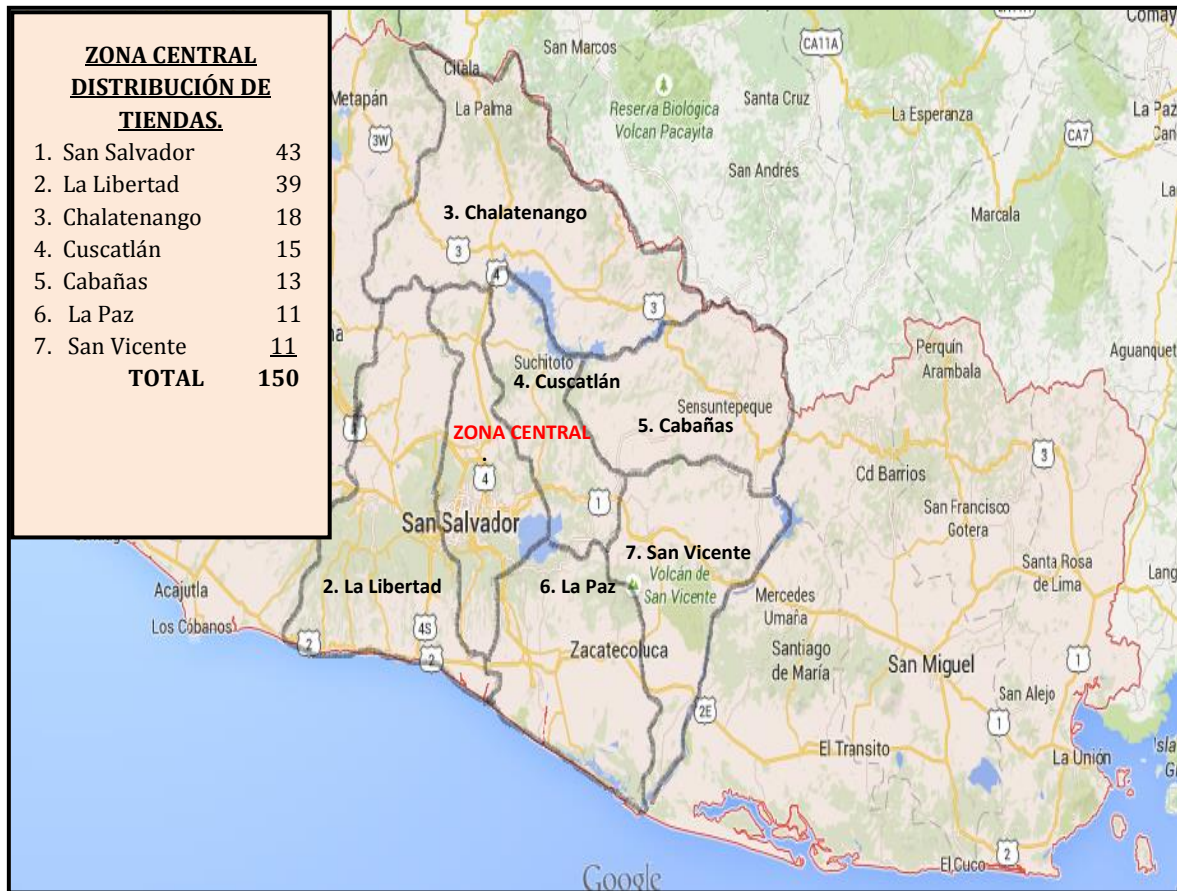 ZONA CENTRAL
DISTRIBUCIÓN DE
TIENDAS.
1. San Salvador 43
2. La Libertad 39
3. Chalatenango 18
4. Cuscatlán 15
5. Cabañas 13
6. La Paz 11
7. San Vicente 11
TOTAL 150
San Marcos
CA11A
Comay
Citala
Metapán
La Palma
Reserva Biológica
Volcan Pacayita
Santa Cruz
La Esperanza
La Paz
CA7
3W
San Andrés
Marcala
3. Chalatenango
3
4
3
Perquín
Arambala
Aguanquet
Suchitoto
4. Cuscatlán
Sensuntepeque
5. Cabañas
ZONA CENTRAL
Cd Barrios
3
4
1
San Francisco
Gotera
San Salvador
7. San Vicente
Volcán de
San Vicente
Santa Rosa
de Lima
Lang
Acajutla
2. La Libertad
6. La Paz
Mercedes
Umaña
Los Cóbanos
4S
2
2
Zacatecoluca
Santiago
de María
San Miguel
1
San Alejo
2E
1
El Transito
La Unión
Isla
2
El Cuco
Google